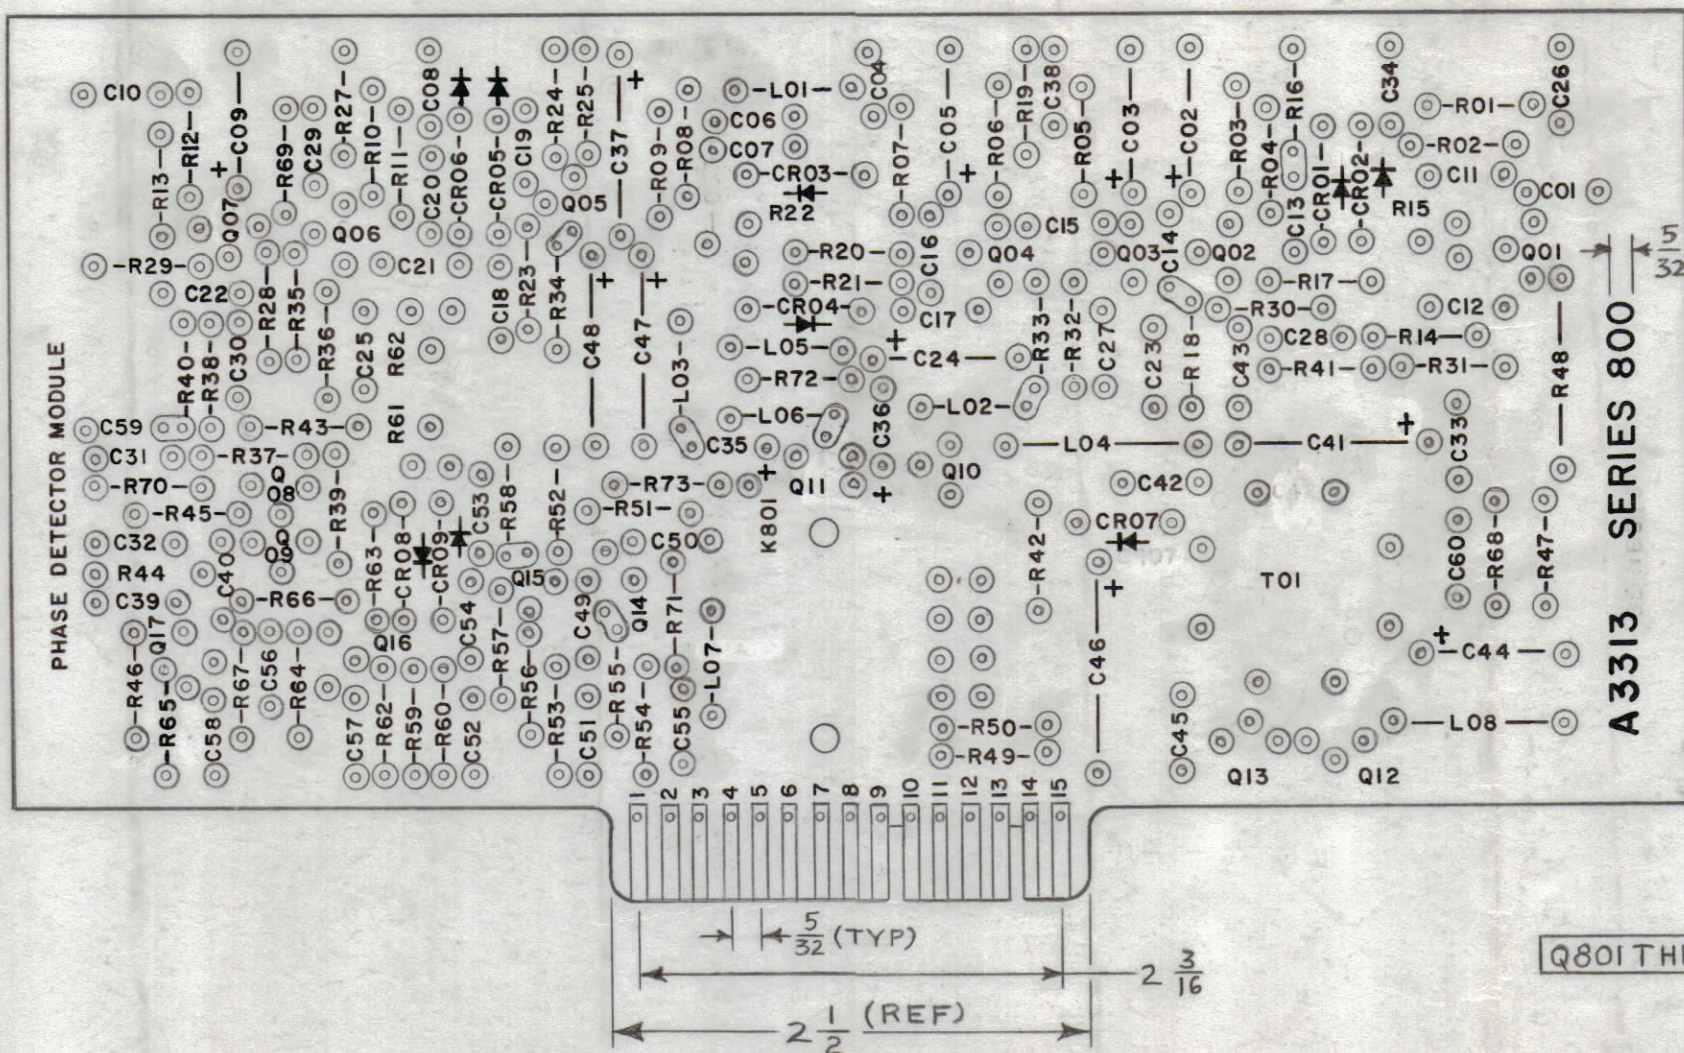 C10
-R13-
-R12-
+
C09
-R69-
C29
-R27-
-R10-
-R11-
C08
C20
-CR06-
-CR05-
C19
-R24-
-R25-
C37
+
-R09-
-R08-
-L01-
C06
C07
-CR03-
R22
C04
-R07-
C05
+
-R06-
-R19-
C38
-R05-
C03
+
C02
+
-R03-
-R04-
-R16-
C13
-CR01-
-CR02-
C34
R15
-R01-
-R02-
C11
C01
C26
Q07
Q06
Q05
-R29-
C22
-R28-
-R35-
-R36-
C21
C18
-R23-
-R34-
C48
+
C47
+
-L03-
-R20-
-R21-
-CR04-
C16
C17
Q04
C15
Q03
C14
Q02
-R17-
-R30-
Q01
C12
5/32
-R40-
-R38-
C30
C25
R62
R61
-L05-
-R72-
-L06-
+
C24
-R33-
-R32-
C27
C23
-R18-
C43
C28
-R14-
-R41-
-R31-
-R48-
PHASE DETECTOR MODULE
C59
-R43-
C31
-R37-
-R70-
-R45-
C32
R44
C39
Q08
Q09
-R39-
C40
-R66-
-R63-
-CR08-
-CR09-
C53
-R58-
-R52-
-R73-
-R51-
C50
C35
+
K801
Q11
C36
+
-L02-
Q10
L04
C41
+
C33
C42
CR07
-R42-
T01
C60
-R68-
-R47-
Q17
-R46-
-R65-
C58
-R67-
C56
-R64-
C57
Q16
-R62-
-R59-
-R60-
C54
C52
-R57-
Q15
-R56-
-R53-
C49
C51
-R55-
Q14
-R54-
-R71-
C55
-L07-
C46
+
-R50-
-R49-
C45
Q13
Q12
+
C44
L08
A3313 SERIES 800
1 2 3 4 5 6 7 8 9 10 11 12 13 14 15
5/32 (TYP)
2 3/16
2 1/2 (REF)